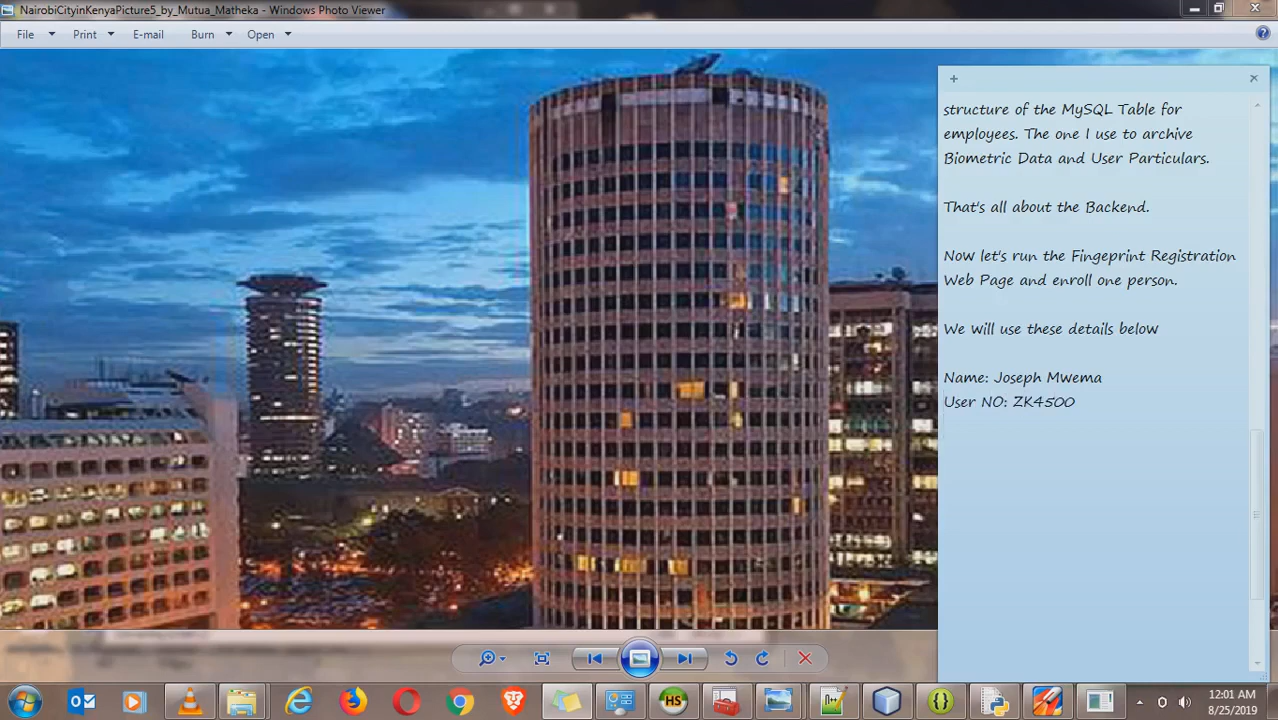 NairobiCityinKenyaPicture5_by_Mutua_Matheka - Windows Photo Viewer
File Print E-mail Burn Open
structure of the MySQL Table for
employees. The one I use to archive
Biometric Data and User Particulars.
That's all about the Backend.
Now let's run the Fingeprint Registration
Web Page and enroll one person.
We will use these details below
Name: Joseph Mwema
User NO: ZK4500
HS
12:01 AM
8/25/2019